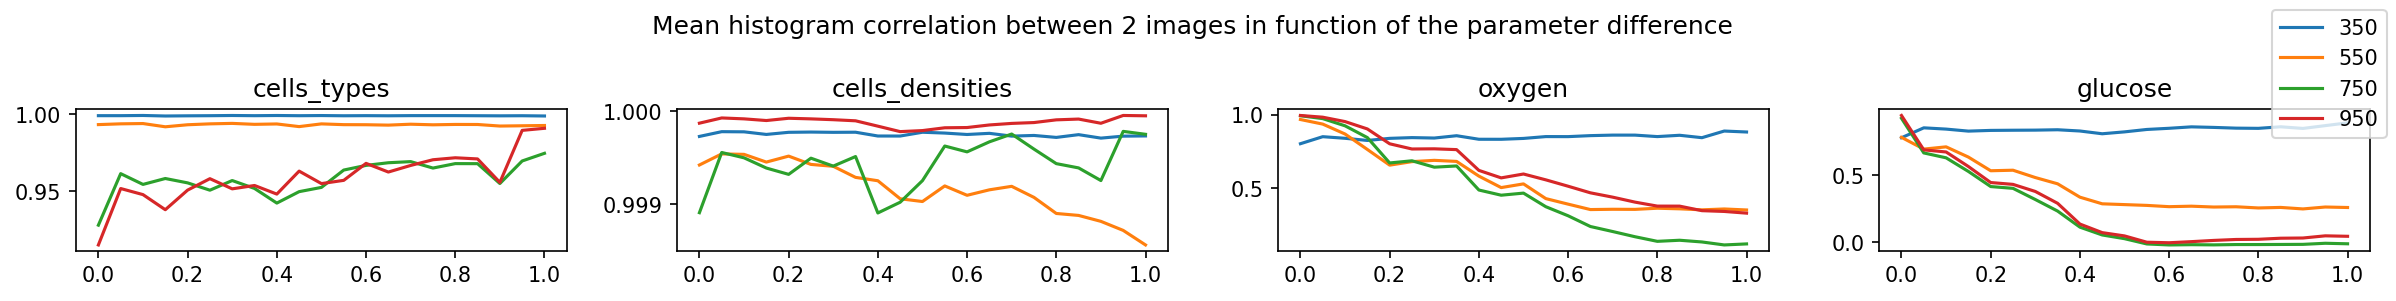 Mean histogram correlation between 2 images in function of the parameter difference
350
550
750
950
cells_types
1.00
0.95
0.0 0.2 0.4 0.6 0.8 1.0
cells_densities
1.000
0.999
0.0 0.2 0.4 0.6 0.8 1.0
oxygen
1.0
0.5
0.0 0.2 0.4 0.6 0.8 1.0
glucose
0.5
0.0
0.0 0.2 0.4 0.6 0.8 1.0